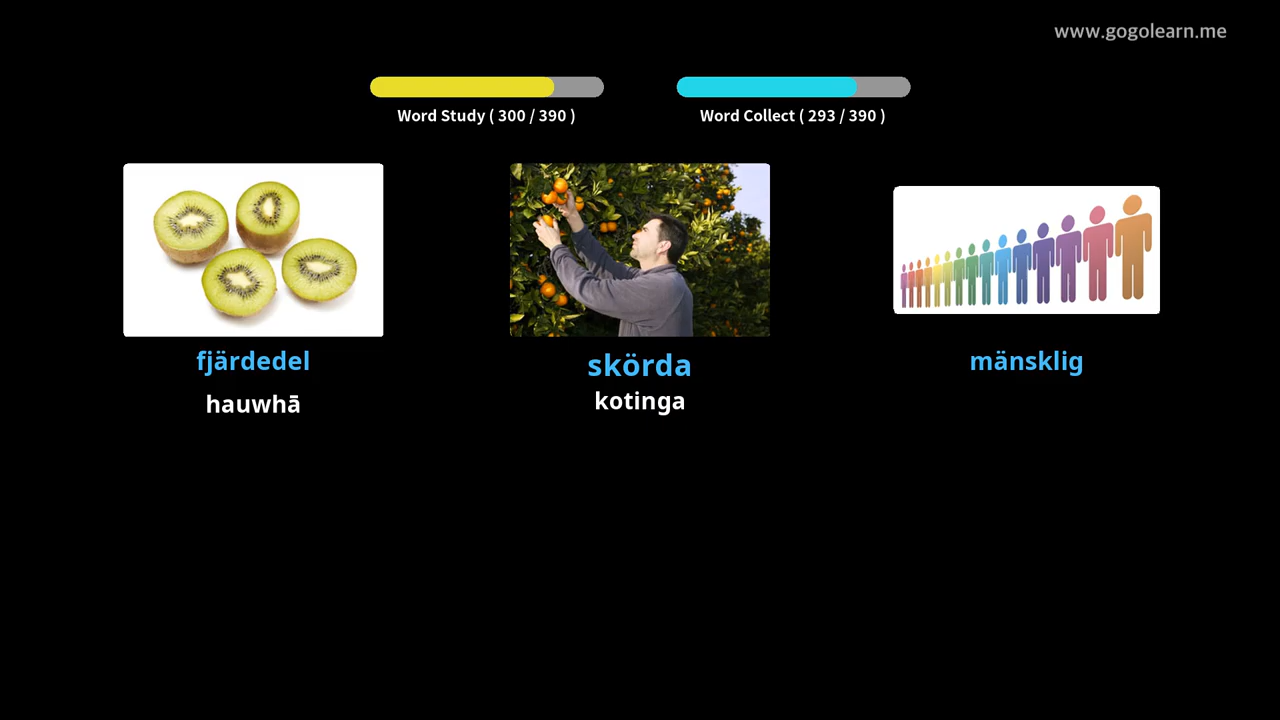 www.gogolearn.me
Word Study ( 300 / 390 )
Word Collect ( 293 / 390 )
fjärdedel
skörda
mänsklig
hauwhā
kotinga